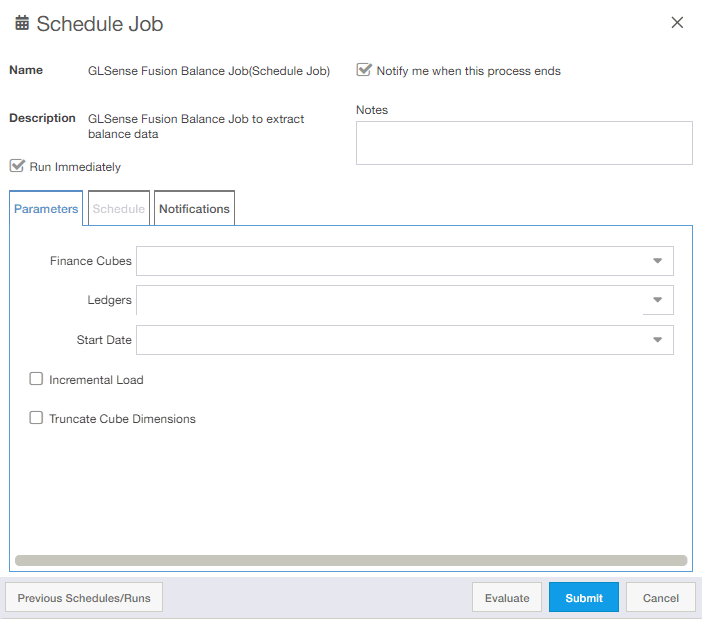 Schedule Job
Name GLSense Fusion Balance Job(Schedule Job)
Notify me when this process ends
Description GLSense Fusion Balance Job to extract
balance data
Notes
Run Immediately
Parameters Schedule Notifications
Finance Cubes
Ledgers
Start Date
Incremental Load
Truncate Cube Dimensions
Previous Schedules/Runs Evaluate Submit Cancel